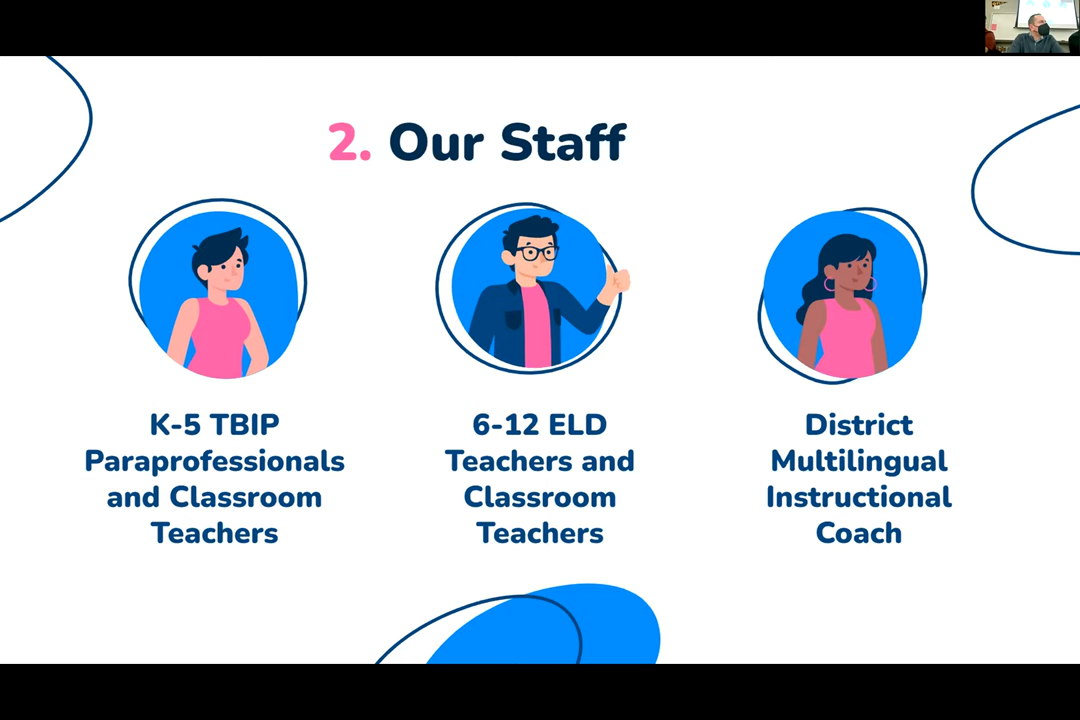 2. Our Staff
K-5 TBIP
Paraprofessionals
and Classroom
Teachers
6-12 ELD
Teachers and
Classroom
Teachers
District
Multilingual
Instructional
Coach